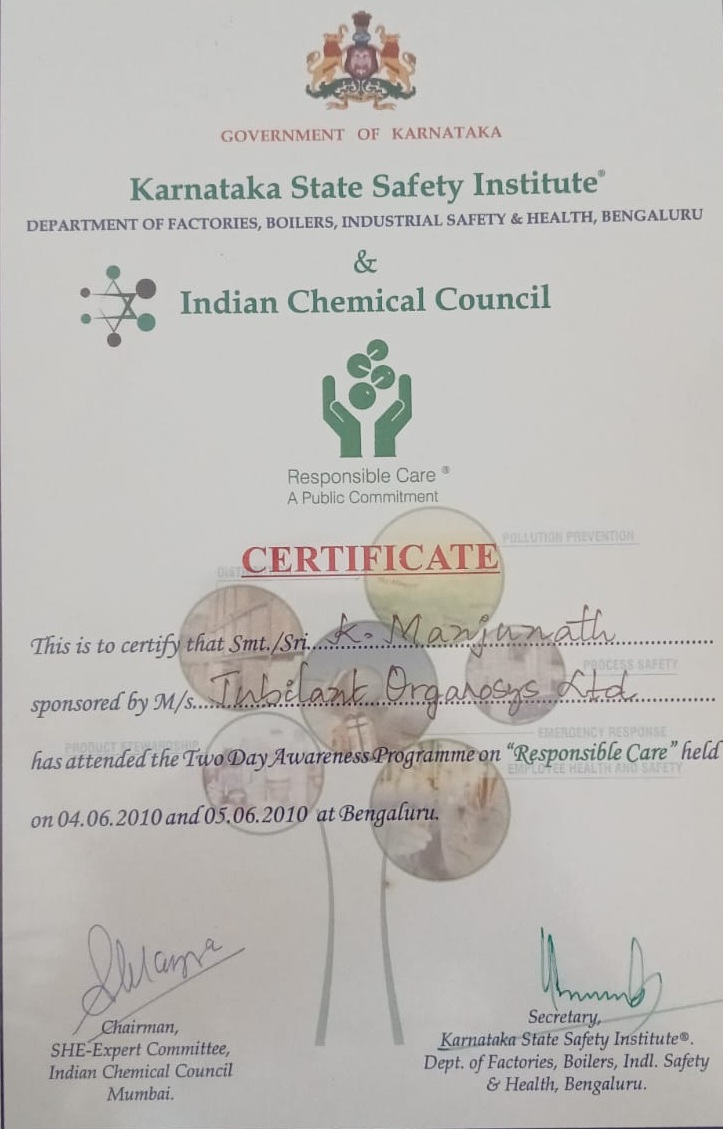 GOVERNMENT OF KARNATAKA
Karnataka State Safety Institute®
DEPARTMENT OF FACTORIES, BOILERS, INDUSTRIAL SAFETY & HEALTH, BENGALURU
&
Indian Chemical Council
Responsible Care ®
A Public Commitment
POLLUTION PREVENTION
CERTIFICATE
This is to certify that Smt./Sri....K. Manjunath
PROCESS SAFETY
sponsored by M/s....Jubilant Organosys Ltd
EMERGENCY RESPONSE
PRODUCT STEWARDSHIP
has attended the Two Day Awareness Programme on “Responsible Care” held
EMPLOYEE HEALTH AND SAFETY
on 04.06.2010 and 05.06.2010 at Bengaluru.
Chairman,
SHE-Expert Committee,
Indian Chemical Council
Mumbai.
Secretary,
Karnataka State Safety Institute®.
Dept. of Factories, Boilers, Indl. Safety
& Health, Bengaluru.